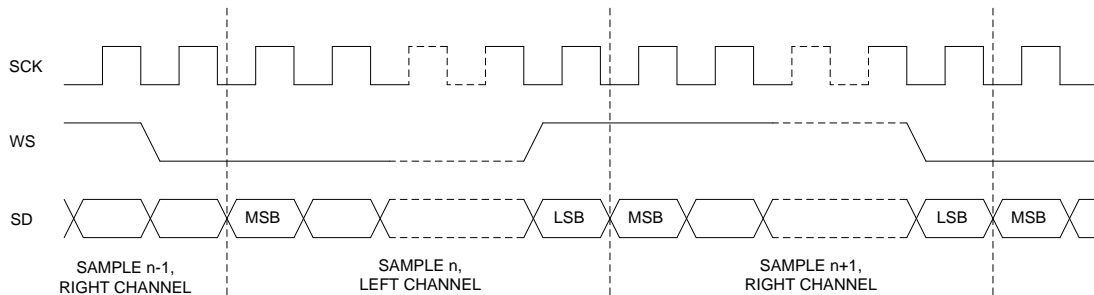 SCK
WS
SD
MSB
LSB
MSB
LSB
MSB
SAMPLE n-1,
RIGHT CHANNEL
SAMPLE n,
LEFT CHANNEL
SAMPLE n+1,
RIGHT CHANNEL